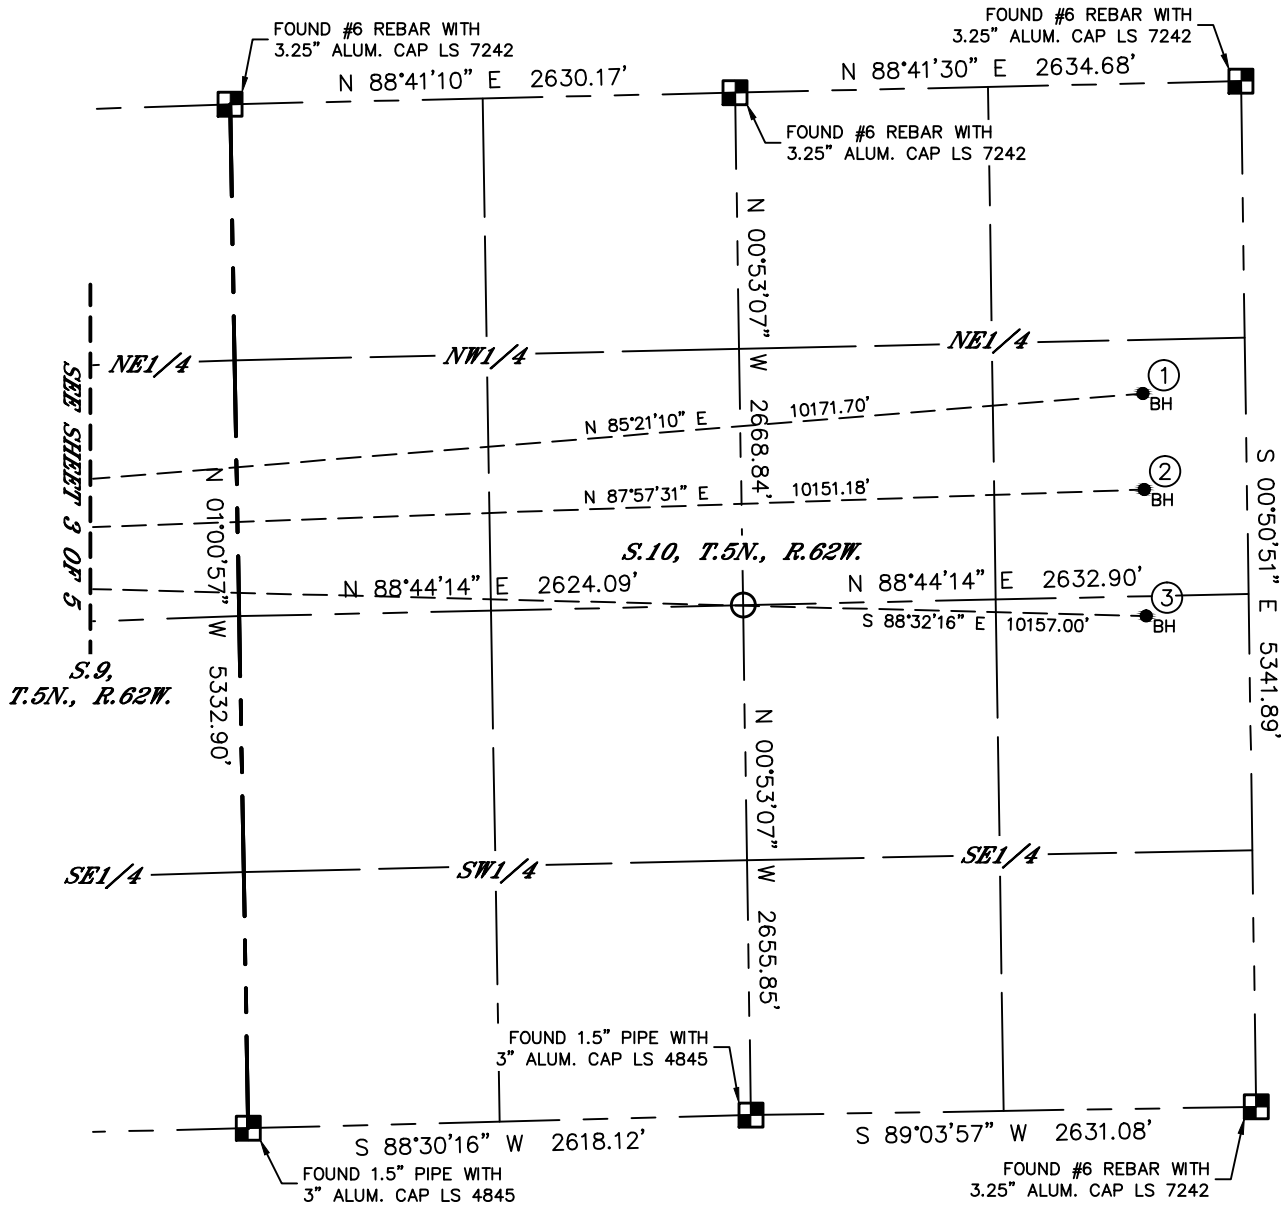 FOUND #6 REBAR WITH
3.25" ALUM. CAP LS 7242
FOUND #6 REBAR WITH
3.25" ALUM. CAP LS 7242
N 88°41'10" E 2630.17'
N 88°41'30" E 2634.68'
FOUND #6 REBAR WITH
3.25" ALUM. CAP LS 7242
N 00°53'07" W 2668.84'
NE1/4
NW1/4
NE1/4
SEE SHEET 3 OF 5
1
BH
N 85°21'10" E 10171.70'
2
BH
N 87°57'31" E 10151.18'
N 01°00'57" W 5332.90'
S 00°50'51" E 5341.89'
S.10, T.5N., R.62W.
N 88°44'14" E 2624.09'
N 88°44'14" E 2632.90'
3
BH
S 88°32'16" E 10157.00'
S.9,
T.5N., R.62W.
N 00°53'07" W 2655.85'
SE1/4
SW1/4
SE1/4
FOUND 1.5" PIPE WITH
3" ALUM. CAP LS 4845
S 88°30'16" W 2618.12'
S 89°03'57" W 2631.08'
FOUND 1.5" PIPE WITH
3" ALUM. CAP LS 4845
FOUND #6 REBAR WITH
3.25" ALUM. CAP LS 7242